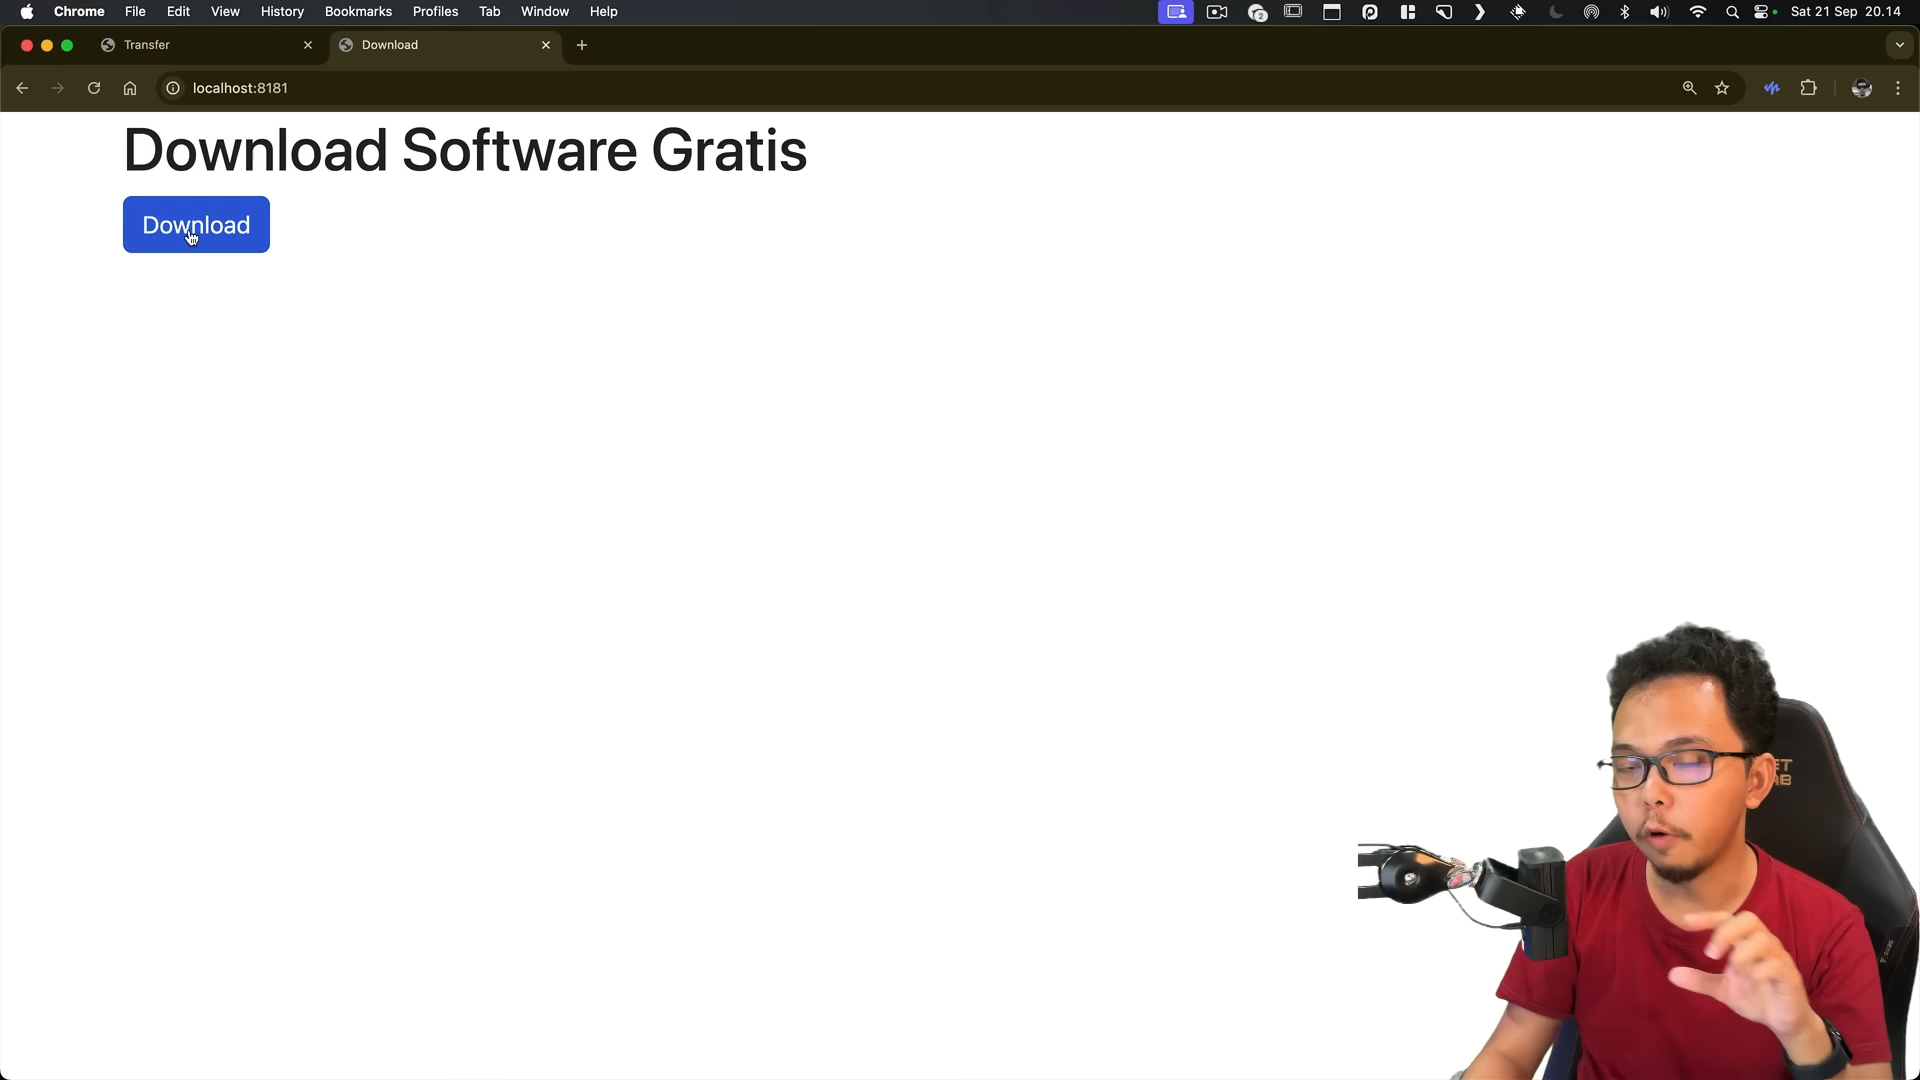 Chrome File Edit View History Bookmarks Profiles Tab Window Help
2
Sat 21 Sep 20.14
Transfer
Download
localhost:8181
Download Software Gratis
Download